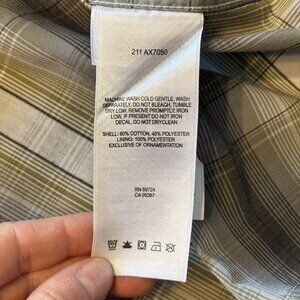 211 AX7050
MACHINE WASH COLD GENTLE, WASH
SEPARATELY, DO NOT BLEACH, TUMBLE
DRY LOW, REMOVE PROMPTLY, IRON
LOW, IF PRESENT DO NOT IRON
DECAL, DO NOT DRYCLEAN
SHELL: 60% COTTON, 40% POLYESTER
LINING: 100% POLYESTER
EXCLUSIVE OF ORNAMENTATION
RN 69724
CA 05367